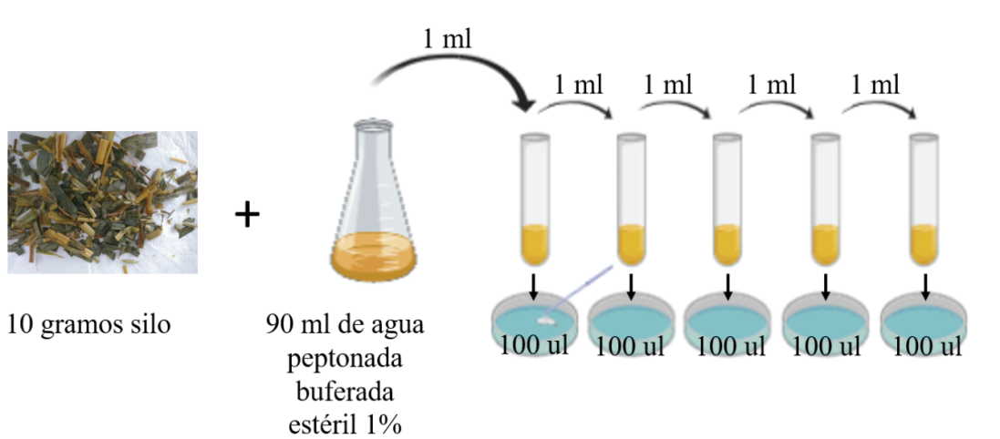 1 ml
1 ml
1 ml
1 ml
1 ml
10 gramos silo
90 ml de agua
peptonada
buferada
estéril 1%
100 ul
100 ul
100 ul
100 ul
100 ul